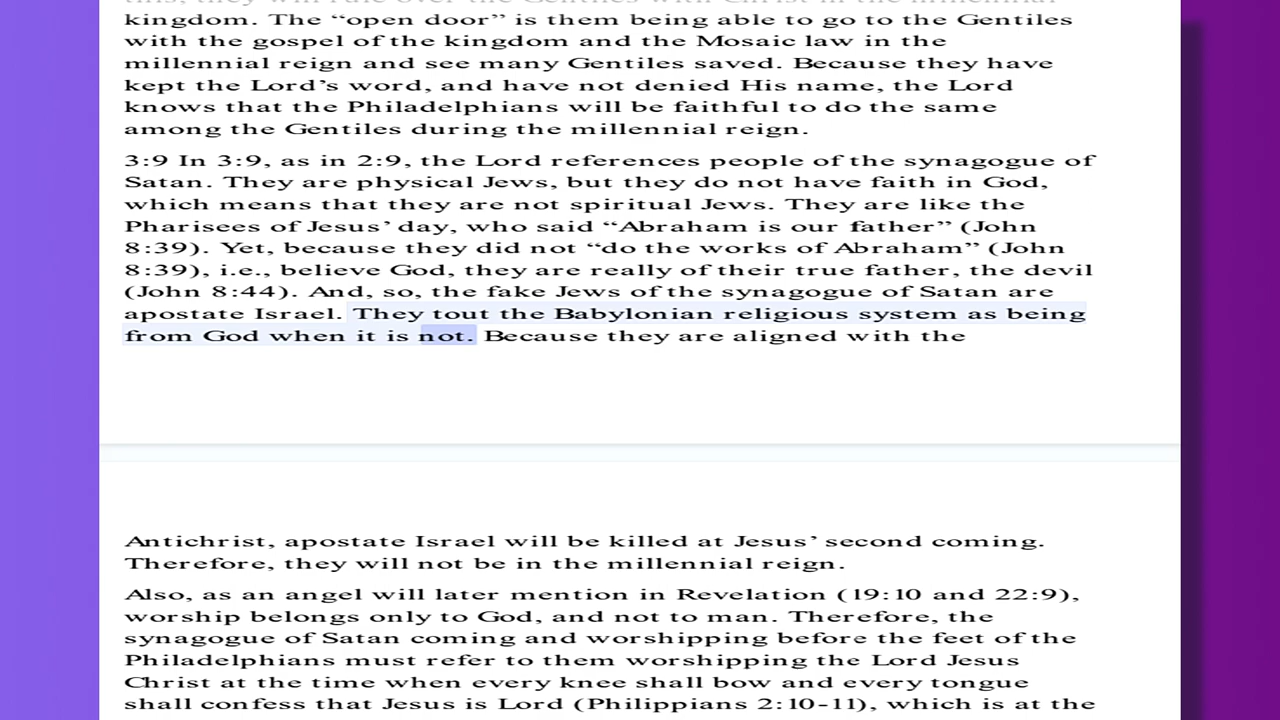 this, they will rule over the Gentiles with Christ in the millennial
kingdom. The “open door” is them being able to go to the Gentiles
with the gospel of the kingdom and the Mosaic law in the
millennial reign and see many Gentiles saved. Because they have
kept the Lord’s word, and have not denied His name, the Lord
knows that the Philadelphians will be faithful to do the same
among the Gentiles during the millennial reign.
3:9 In 3:9, as in 2:9, the Lord references people of the synagogue of
Satan. They are physical Jews, but they do not have faith in God,
which means that they are not spiritual Jews. They are like the
Pharisees of Jesus’ day, who said “Abraham is our father” (John
8:39). Yet, because they did not “do the works of Abraham” (John
8:39), i.e., believe God, they are really of their true father, the devil
(John 8:44). And, so, the fake Jews of the synagogue of Satan are
apostate Israel. They tout the Babylonian religious system as being
from God when it is not. Because they are aligned with the
Antichrist, apostate Israel will be killed at Jesus’ second coming.
Therefore, they will not be in the millennial reign.
Also, as an angel will later mention in Revelation (19:10 and 22:9),
worship belongs only to God, and not to man. Therefore, the
synagogue of Satan coming and worshipping before the feet of the
Philadelphians must refer to them worshipping the Lord Jesus
Christ at the time when every knee shall bow and every tongue
shall confess that Jesus is Lord (Philippians 2:10-11), which is at the